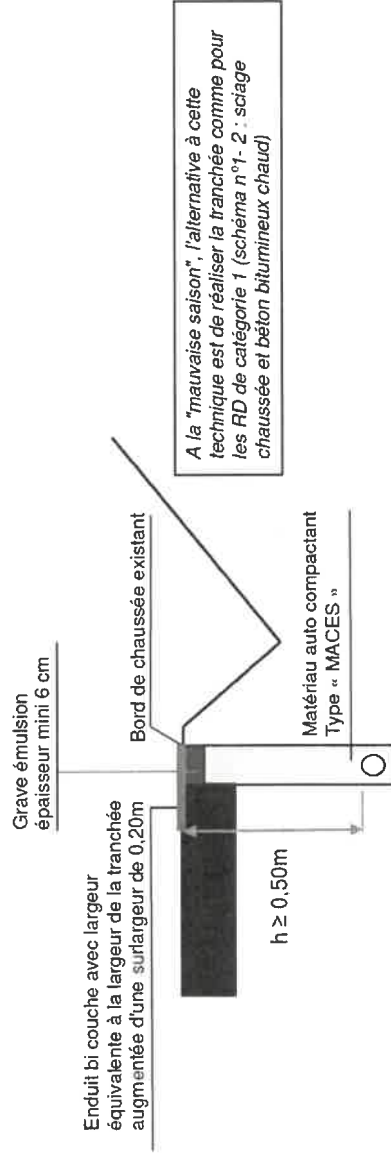 Grave émulsion
épaisseur mini 6 cm
Enduit bi couche avec largeur
équivalente à la largeur de la tranchée
augmentée d'une surlargeur de 0,20m
Bord de chaussée existant
h ≥ 0,50m
Matériau auto compactant
Type « MACES »
A la "mauvaise saison", l'alternative à cette
technique est de réaliser la tranchée comme pour
les RD de catégorie 1 (schéma n°1- 2 : sciage
chaussée et béton bitumineux chaud)